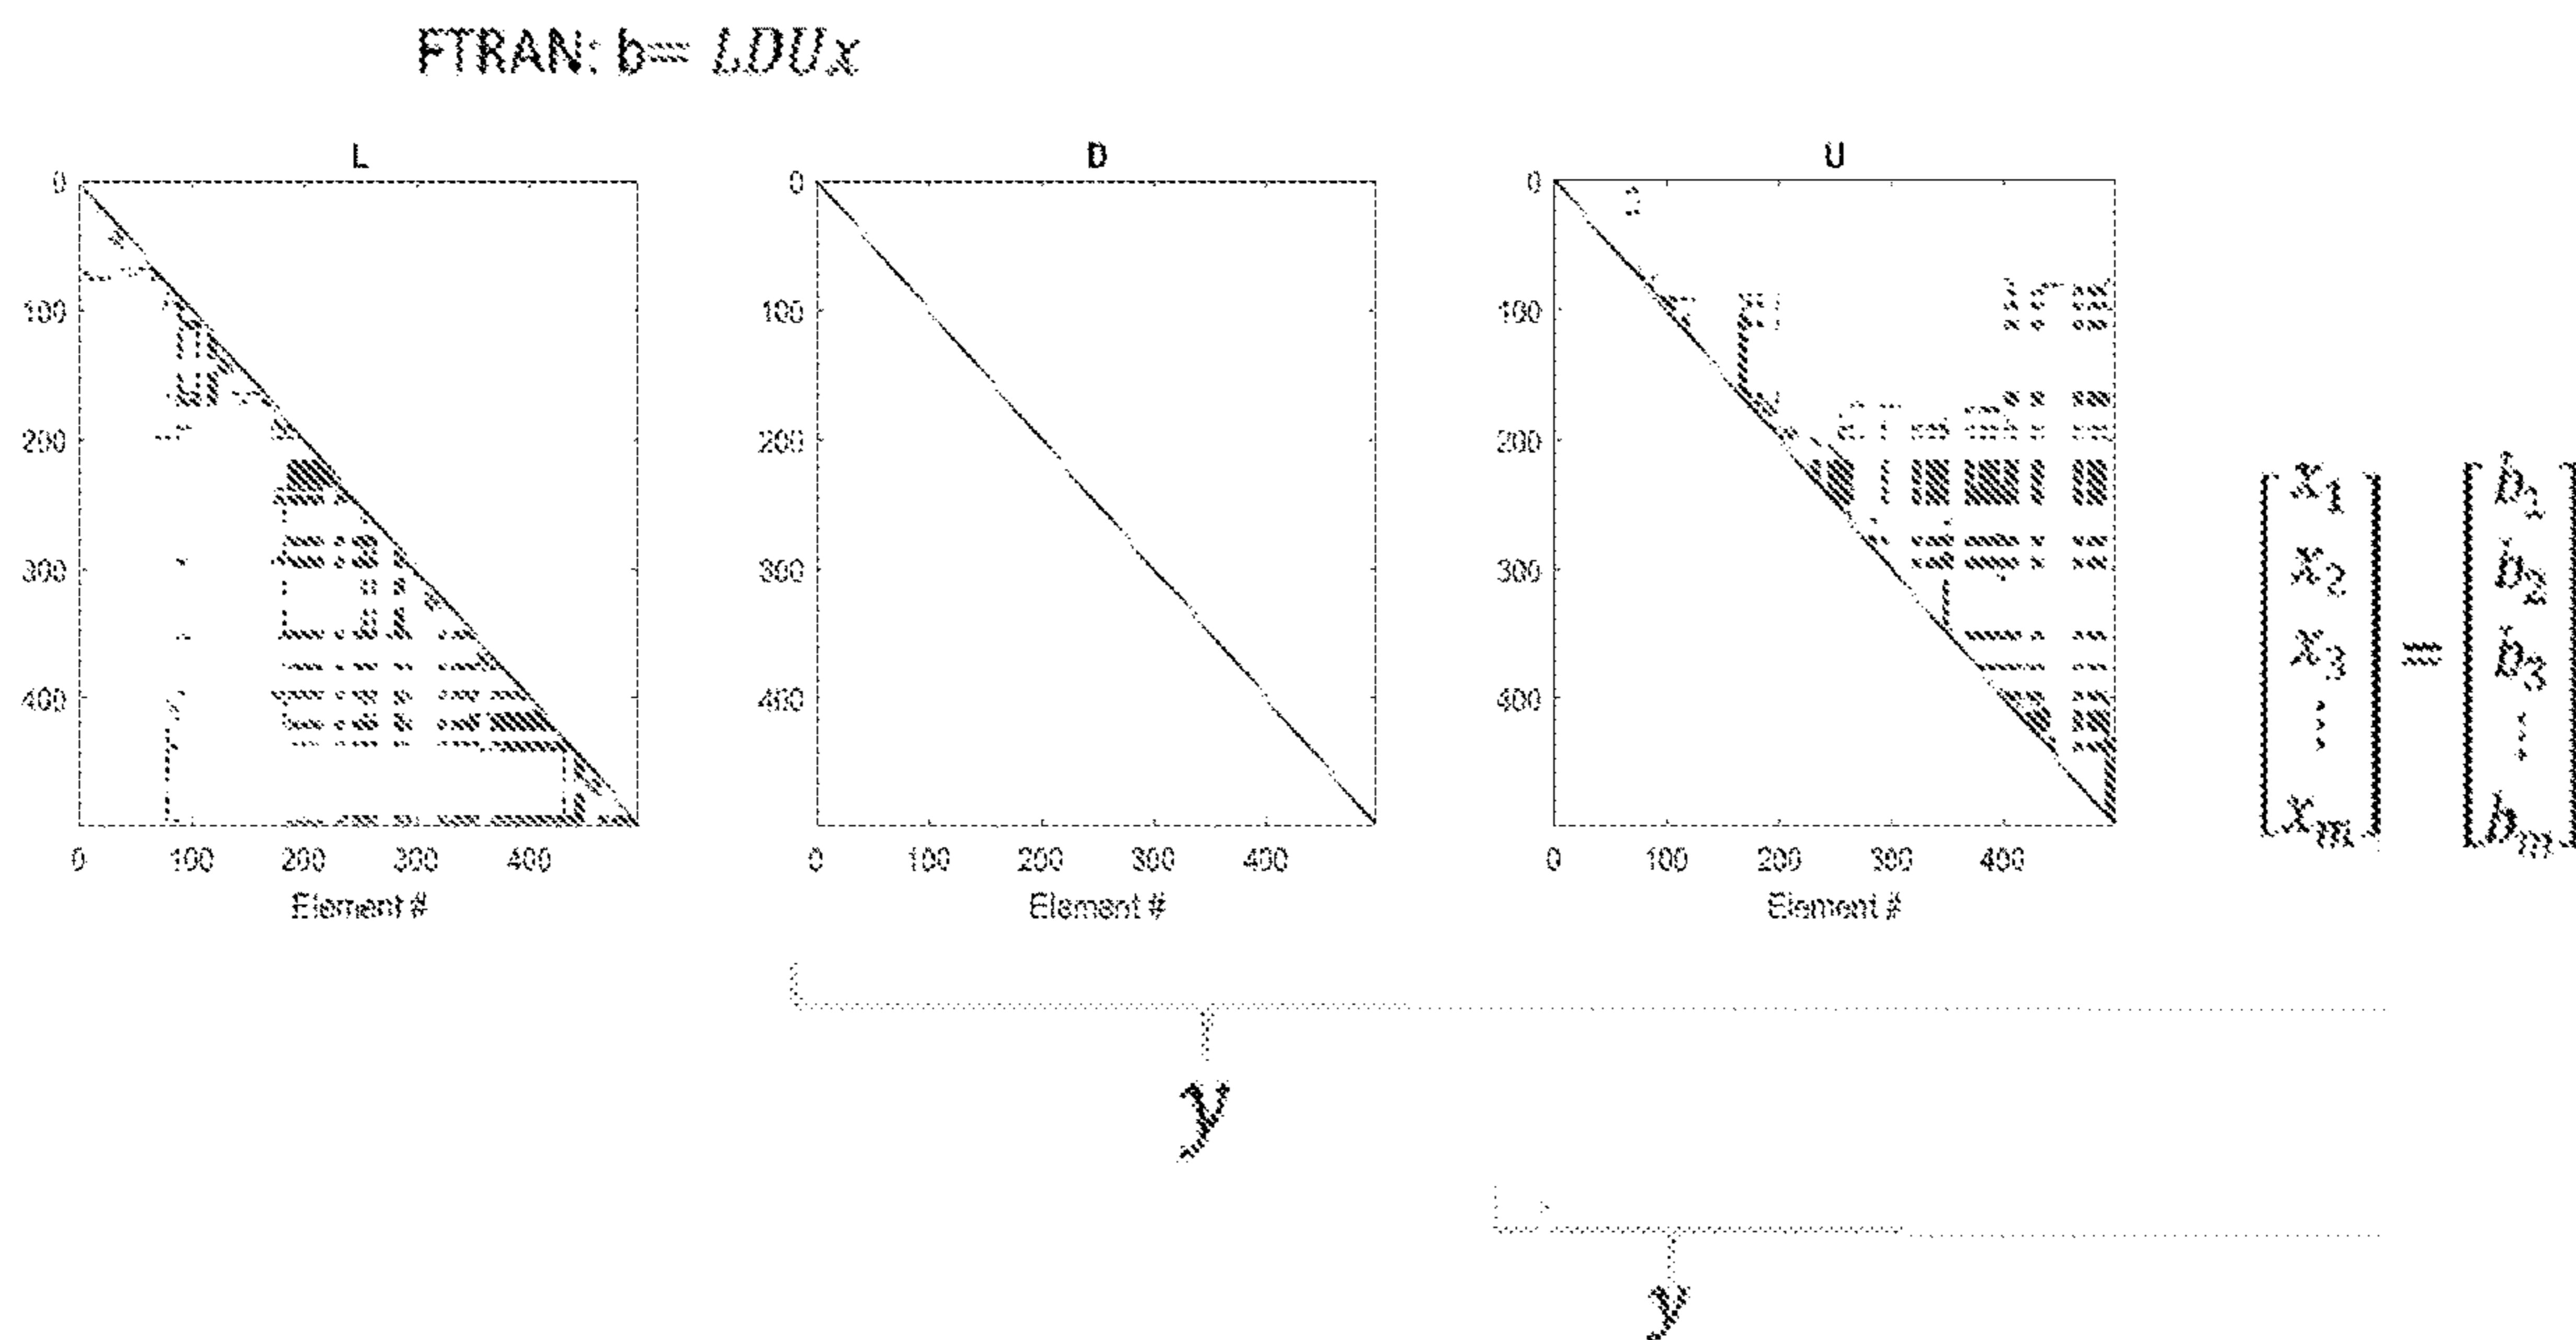 FTRAN: b= LDUx
L
D
U
0
100
200
300
400
0
100
200
300
400
0
100
200
300
400
0 100 200 300 400
0 100 200 300 400
0 100 200 300 400
Element #
Element #
Element #
x₁
x₂
x₃
⋮
xₘ
=
b₁
b₂
b₃
⋮
bₘ
y
y